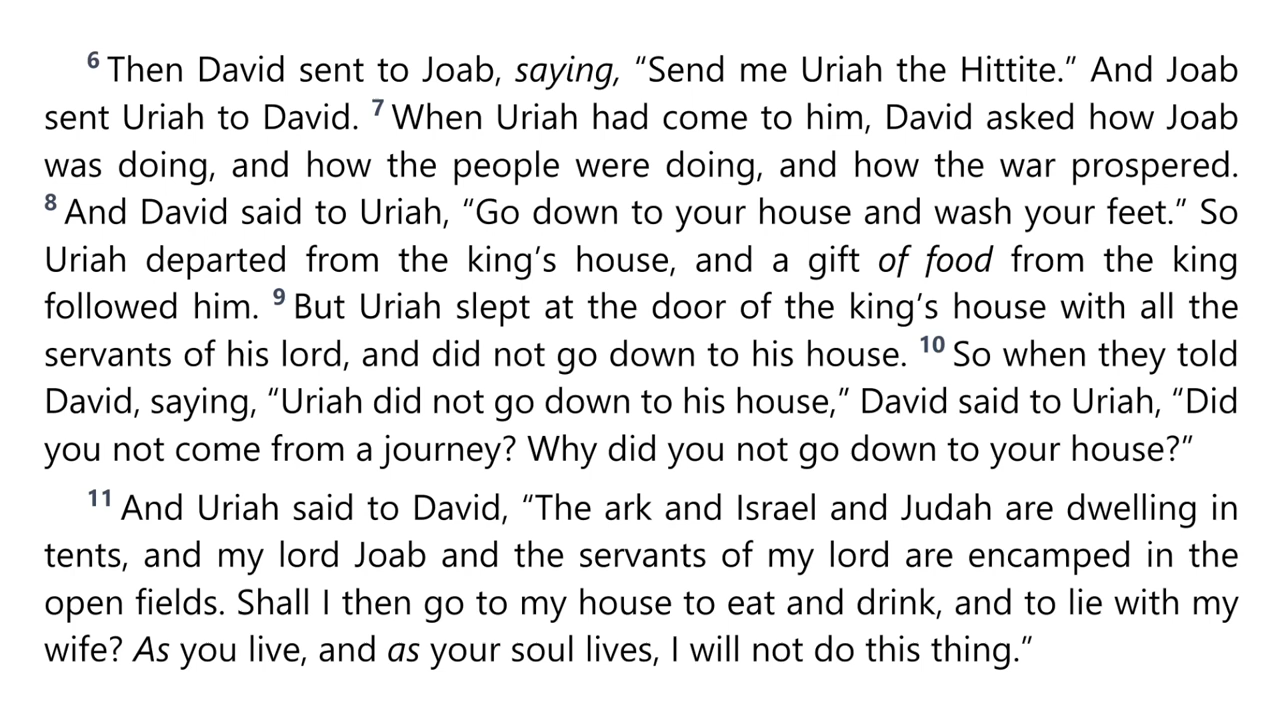 6 Then David sent to Joab, saying, “Send me Uriah the Hittite.” And Joab
sent Uriah to David. 7 When Uriah had come to him, David asked how Joab
was doing, and how the people were doing, and how the war prospered.
8 And David said to Uriah, “Go down to your house and wash your feet.” So
Uriah departed from the king’s house, and a gift of food from the king
followed him. 9 But Uriah slept at the door of the king’s house with all the
servants of his lord, and did not go down to his house. 10 So when they told
David, saying, “Uriah did not go down to his house,” David said to Uriah, “Did
you not come from a journey? Why did you not go down to your house?”
11 And Uriah said to David, “The ark and Israel and Judah are dwelling in
tents, and my lord Joab and the servants of my lord are encamped in the
open fields. Shall I then go to my house to eat and drink, and to lie with my
wife? As you live, and as your soul lives, I will not do this thing.”